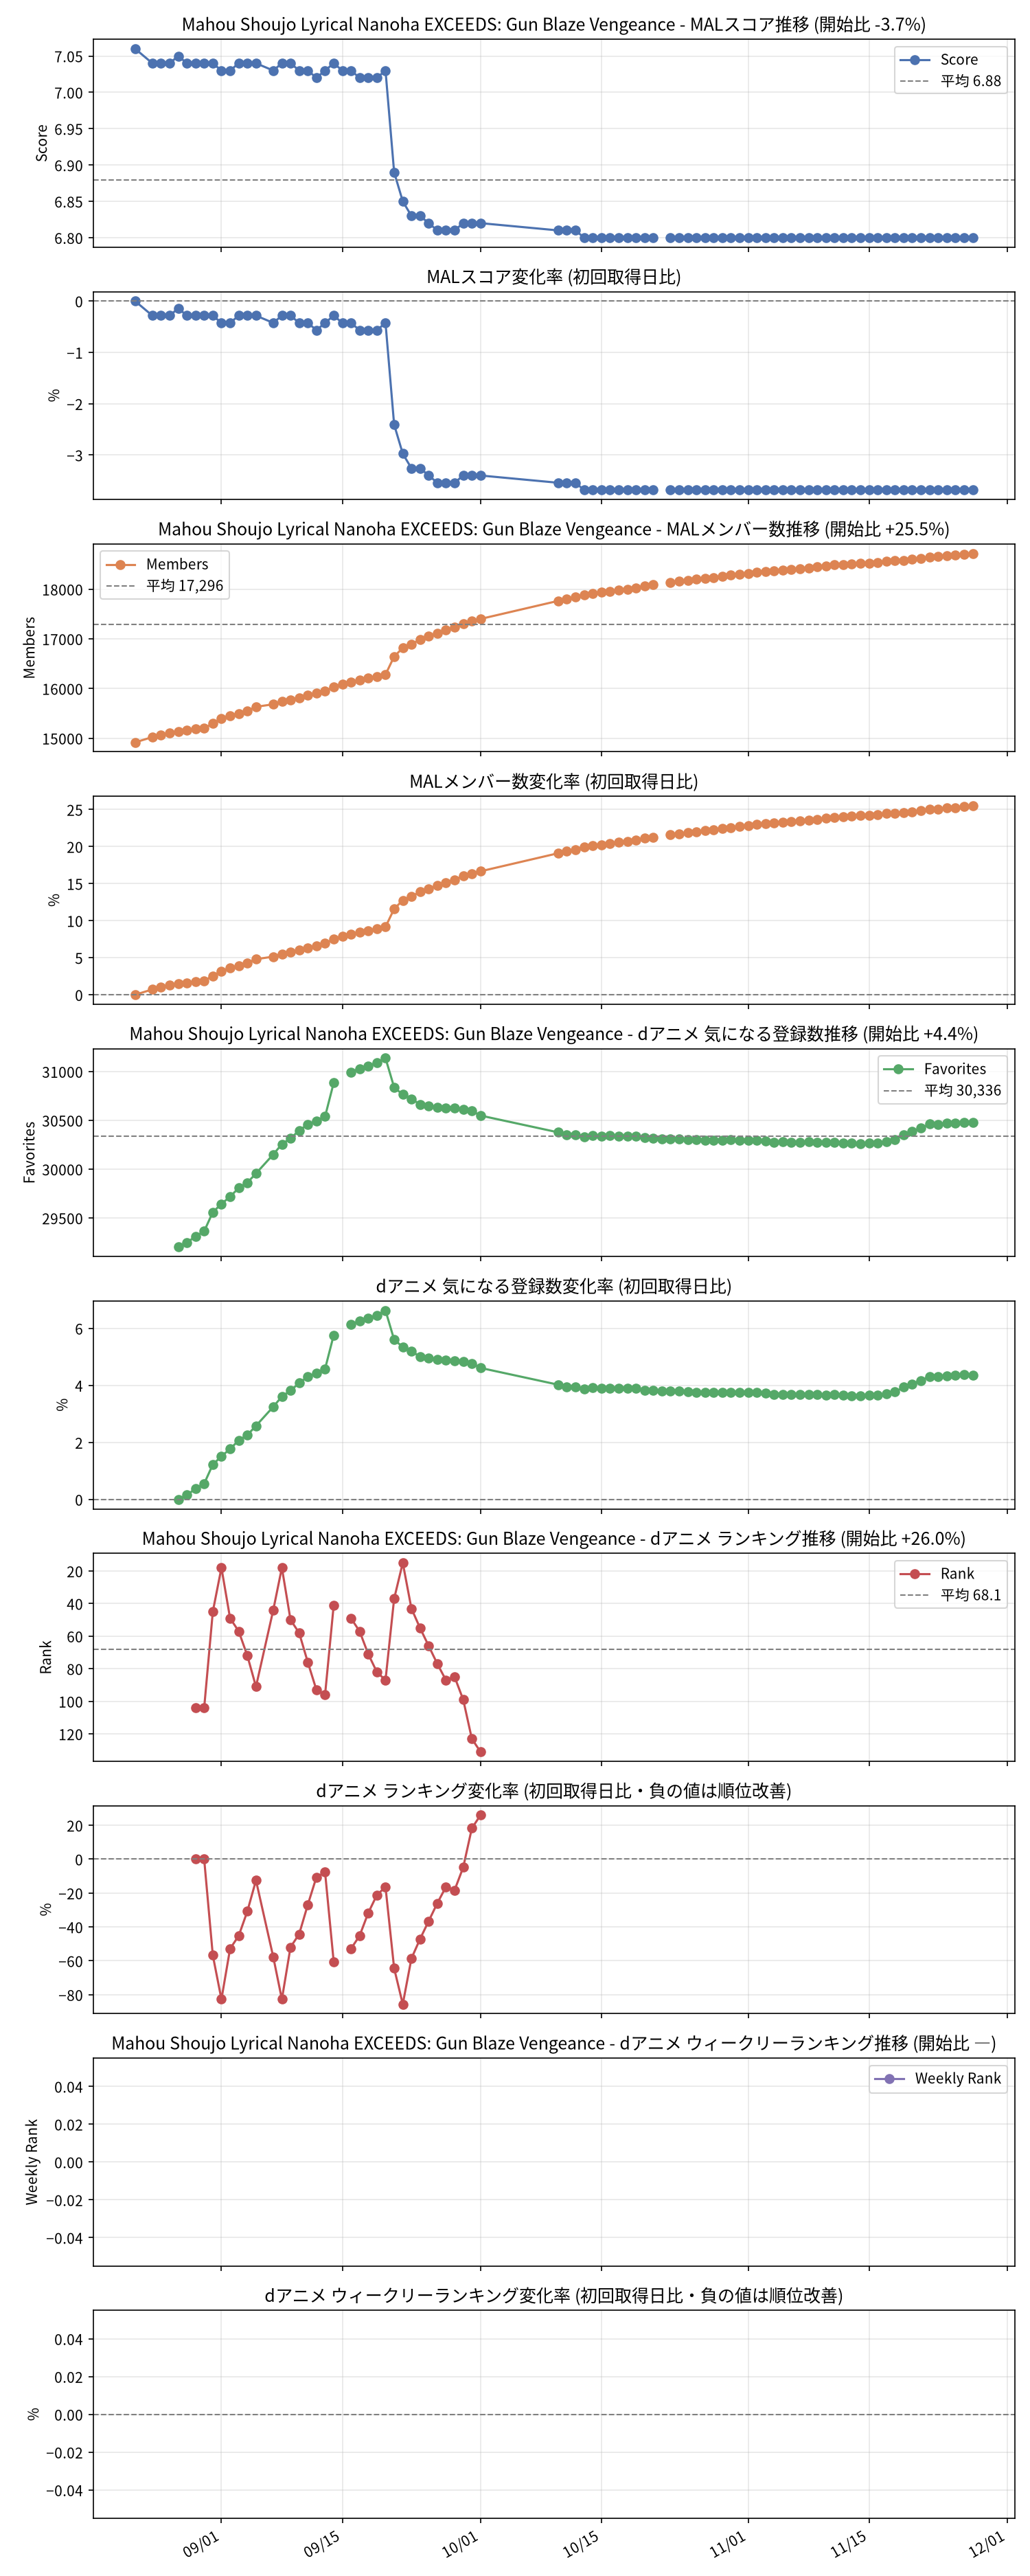 Mahou Shoujo Lyrical Nanoha EXCEEDS: Gun Blaze Vengeance - MALスコア推移 (開始比 -3.7%)
Score
平均 6.88
Score
7.05
7.00
6.95
6.90
6.85
6.80
MALスコア変化率 (初回取得日比)
%
0
−1
−2
−3
Mahou Shoujo Lyrical Nanoha EXCEEDS: Gun Blaze Vengeance - MALメンバー数推移 (開始比 +25.5%)
Members
平均 17,296
Members
18000
17000
16000
15000
MALメンバー数変化率 (初回取得日比)
%
25
20
15
10
5
0
Mahou Shoujo Lyrical Nanoha EXCEEDS: Gun Blaze Vengeance - dアニメ 気になる登録数推移 (開始比 +4.4%)
Favorites
平均 30,336
Favorites
31000
30500
30000
29500
dアニメ 気になる登録数変化率 (初回取得日比)
%
6
4
2
0
Mahou Shoujo Lyrical Nanoha EXCEEDS: Gun Blaze Vengeance - dアニメ ランキング推移 (開始比 +26.0%)
Rank
平均 68.1
Rank
20
40
60
80
100
120
dアニメ ランキング変化率 (初回取得日比・負の値は順位改善)
%
20
0
−20
−40
−60
−80
Mahou Shoujo Lyrical Nanoha EXCEEDS: Gun Blaze Vengeance - dアニメ ウィークリーランキング推移 (開始比 —)
Weekly Rank
Weekly Rank
0.04
0.02
0.00
−0.02
−0.04
dアニメ ウィークリーランキング変化率 (初回取得日比・負の値は順位改善)
%
0.04
0.02
0.00
−0.02
−0.04
09/01
09/15
10/01
10/15
11/01
11/15
12/01